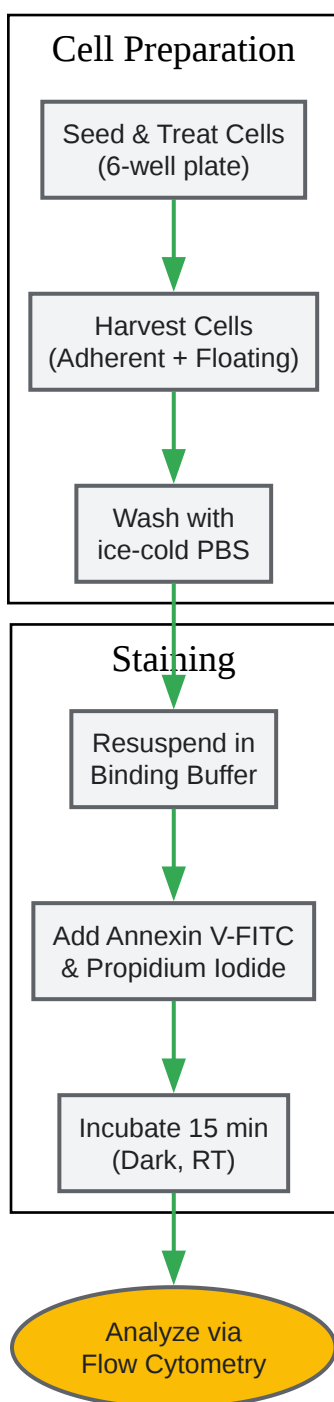 Cell Preparation
Seed & Treat Cells
(6-well plate)
Harvest Cells
(Adherent + Floating)
Wash with
ice-cold PBS
Staining
Resuspend in
Binding Buffer
Add Annexin V-FITC
& Propidium Iodide
Incubate 15 min
(Dark, RT)
Analyze via
Flow Cytometry